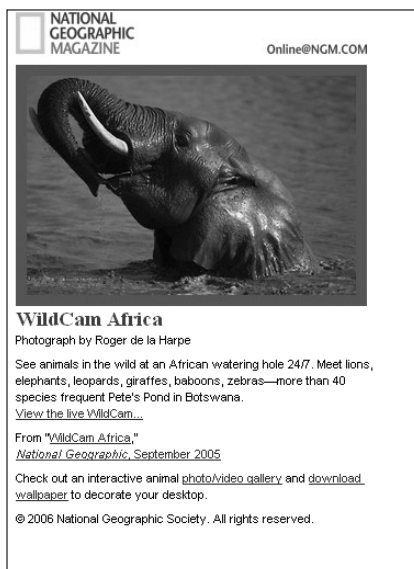 NATIONAL
GEOGRAPHIC
MAGAZINE
Online@NGM.COM
WildCam Africa
Photograph by Roger de la Harpe
See animals in the wild at an African watering hole 24/7. Meet lions,
elephants, leopards, giraffes, baboons, zebras—more than 40
species frequent Pete's Pond in Botswana.
View the live WildCam...
From "WildCam Africa,"
National Geographic, September 2005
Check out an interactive animal photo/video gallery and download
wallpaper to decorate your desktop.
© 2006 National Geographic Society. All rights reserved.